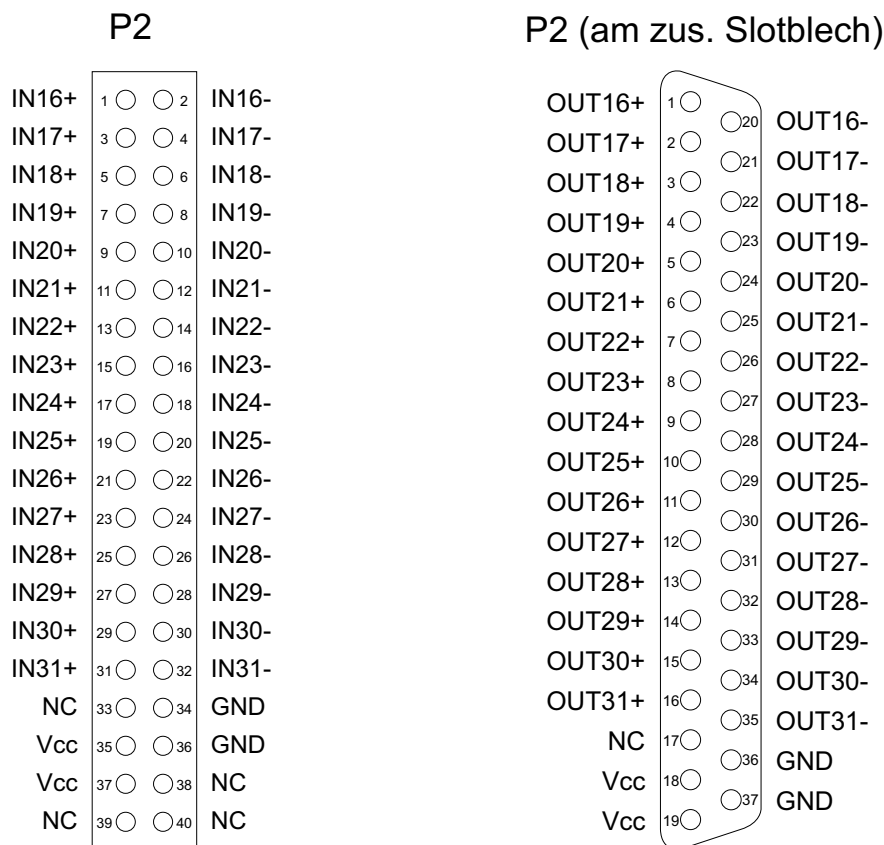 P2
IN16+ 1 2 IN16-
IN17+ 3 4 IN17-
IN18+ 5 6 IN18-
IN19+ 7 8 IN19-
IN20+ 9 10 IN20-
IN21+ 11 12 IN21-
IN22+ 13 14 IN22-
IN23+ 15 16 IN23-
IN24+ 17 18 IN24-
IN25+ 19 20 IN25-
IN26+ 21 22 IN26-
IN27+ 23 24 IN27-
IN28+ 25 26 IN28-
IN29+ 27 28 IN29-
IN30+ 29 30 IN30-
IN31+ 31 32 IN31-
NC 33 34 GND
Vcc 35 36 GND
Vcc 37 38 NC
NC 39 40 NC
P2 (am zus. Slotblech)
OUT16+ 1
20 OUT16-
OUT17+ 2
21 OUT17-
OUT18+ 3
22 OUT18-
OUT19+ 4
23 OUT19-
OUT20+ 5
24 OUT20-
OUT21+ 6
25 OUT21-
OUT22+ 7
26 OUT22-
OUT23+ 8
27 OUT23-
OUT24+ 9
28 OUT24-
OUT25+ 10
29 OUT25-
OUT26+ 11
30 OUT26-
OUT27+ 12
31 OUT27-
OUT28+ 13
32 OUT28-
OUT29+ 14
33 OUT29-
OUT30+ 15
34 OUT30-
OUT31+ 16
35 OUT31-
NC 17
36 GND
Vcc 18
37 GND
Vcc 19